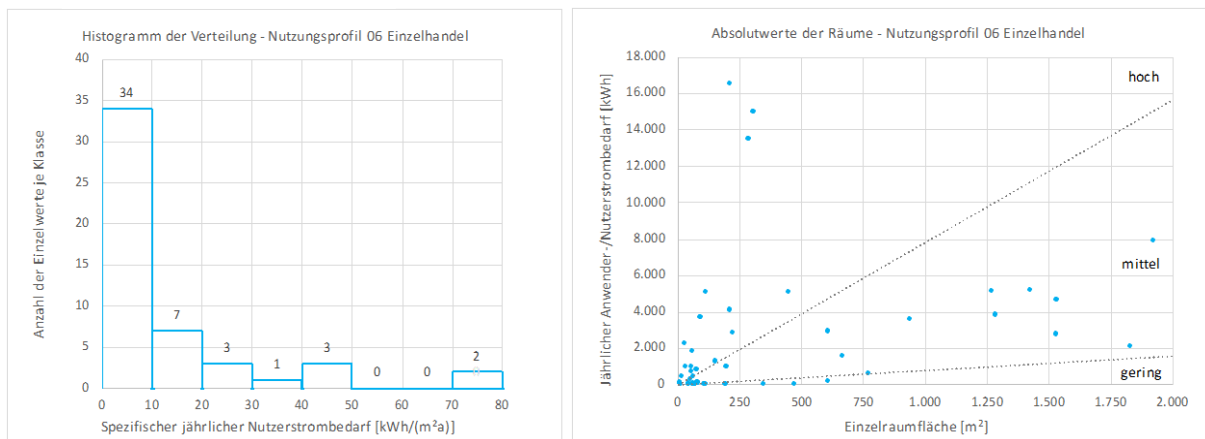 Histogramm der Verteilung - Nutzungsprofil 06 Einzelhandel
Anzahl der Einzelwerte je Klasse
40
35
30
25
20
15
10
5
0
34
7
3
1
3
0
0
2
0 10 20 30 40 50 60 70 80
Spezifischer jährlicher Nutzerstrombedarf [kWh/(m²a)]
Absolutwerte der Räume - Nutzungsprofil 06 Einzelhandel
Jährlicher Anwender-/Nutzerstrombedarf [kWh]
18.000
16.000
14.000
12.000
10.000
8.000
6.000
4.000
2.000
0
hoch
mittel
gering
0 250 500 750 1.000 1.250 1.500 1.750 2.000
Einzelraumfläche [m²]